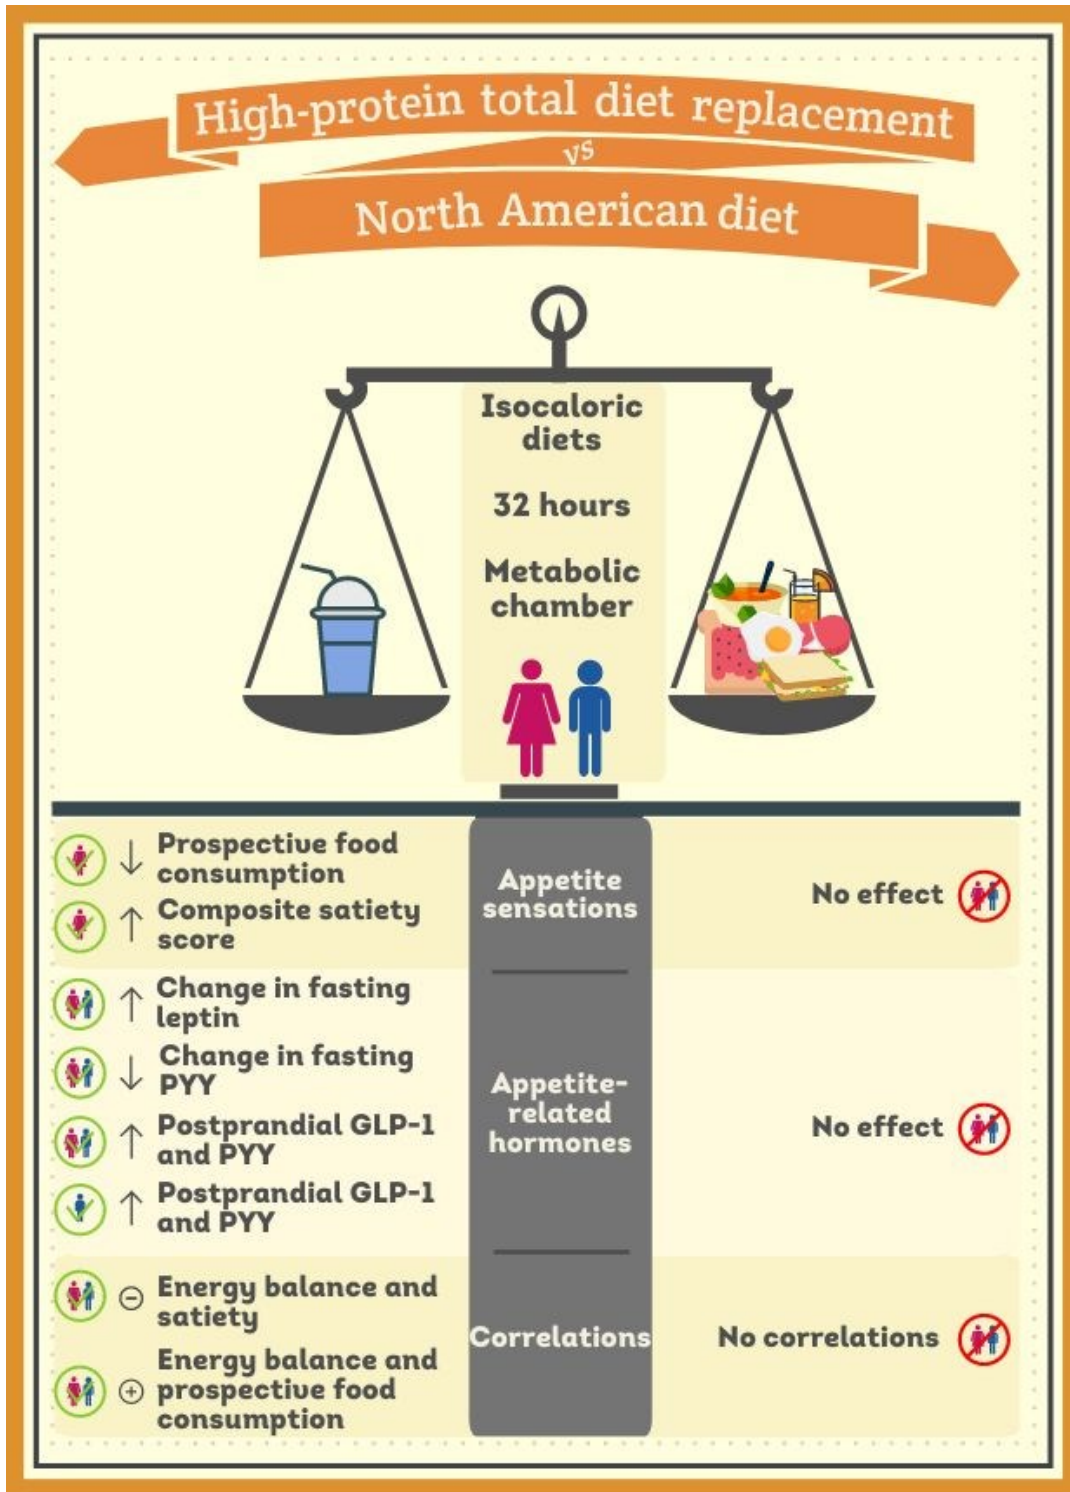 High-protein total diet replacement
vs
North American diet
Isocaloric
diets
32 hours
Metabolic
chamber
↓ Prospective food
consumption
↑ Composite satiety
score
Appetite
sensations
No effect
↑ Change in fasting
leptin
↓ Change in fasting
PYY
↑ Postprandial GLP-1
and PYY
↑ Postprandial GLP-1
and PYY
Appetite-
related
hormones
No effect
⊖ Energy balance and
satiety
Energy balance and
⊕ prospective food
consumption
Correlations
No correlations